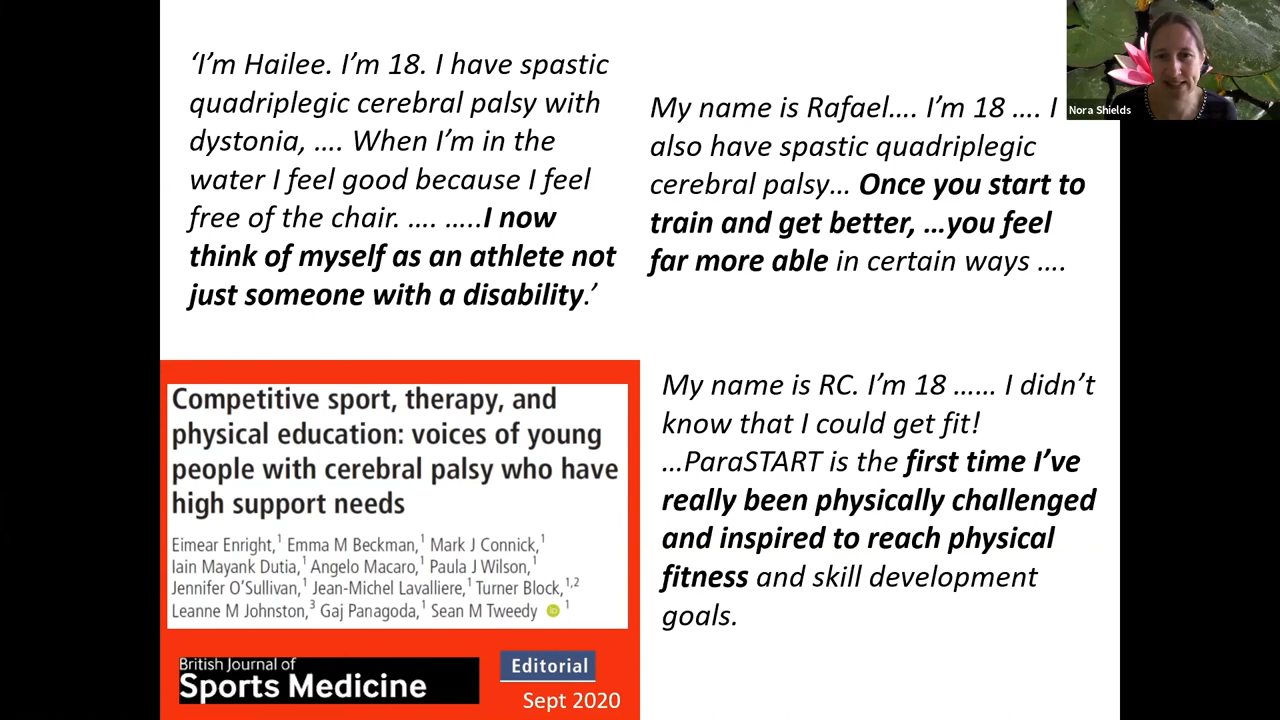 ‘I’m Hailee. I’m 18. I have spastic
quadriplegic cerebral palsy with
dystonia, …. When I’m in the
water I feel good because I feel
free of the chair. …. …..I now
think of myself as an athlete not
just someone with a disability.’
My name is Rafael…. I’m 18 …. I
also have spastic quadriplegic
cerebral palsy… Once you start to
train and get better, …you feel
far more able in certain ways ….
Nora Shields
Competitive sport, therapy, and
physical education: voices of young
people with cerebral palsy who have
high support needs
Eimear Enright,1 Emma M Beckman,1 Mark J Connick,1
Iain Mayank Dutia,1 Angelo Macaro,1 Paula J Wilson,1
Jennifer O’Sullivan,1 Jean-Michel Lavalliere,1 Turner Block,1,2
Leanne M Johnston,3 Gaj Panagoda,1 Sean M Tweedy iD 1
British Journal of
Sports Medicine
Editorial
Sept 2020
My name is RC. I’m 18 …… I didn’t
know that I could get fit!
…ParaSTART is the first time I’ve
really been physically challenged
and inspired to reach physical
fitness and skill development
goals.